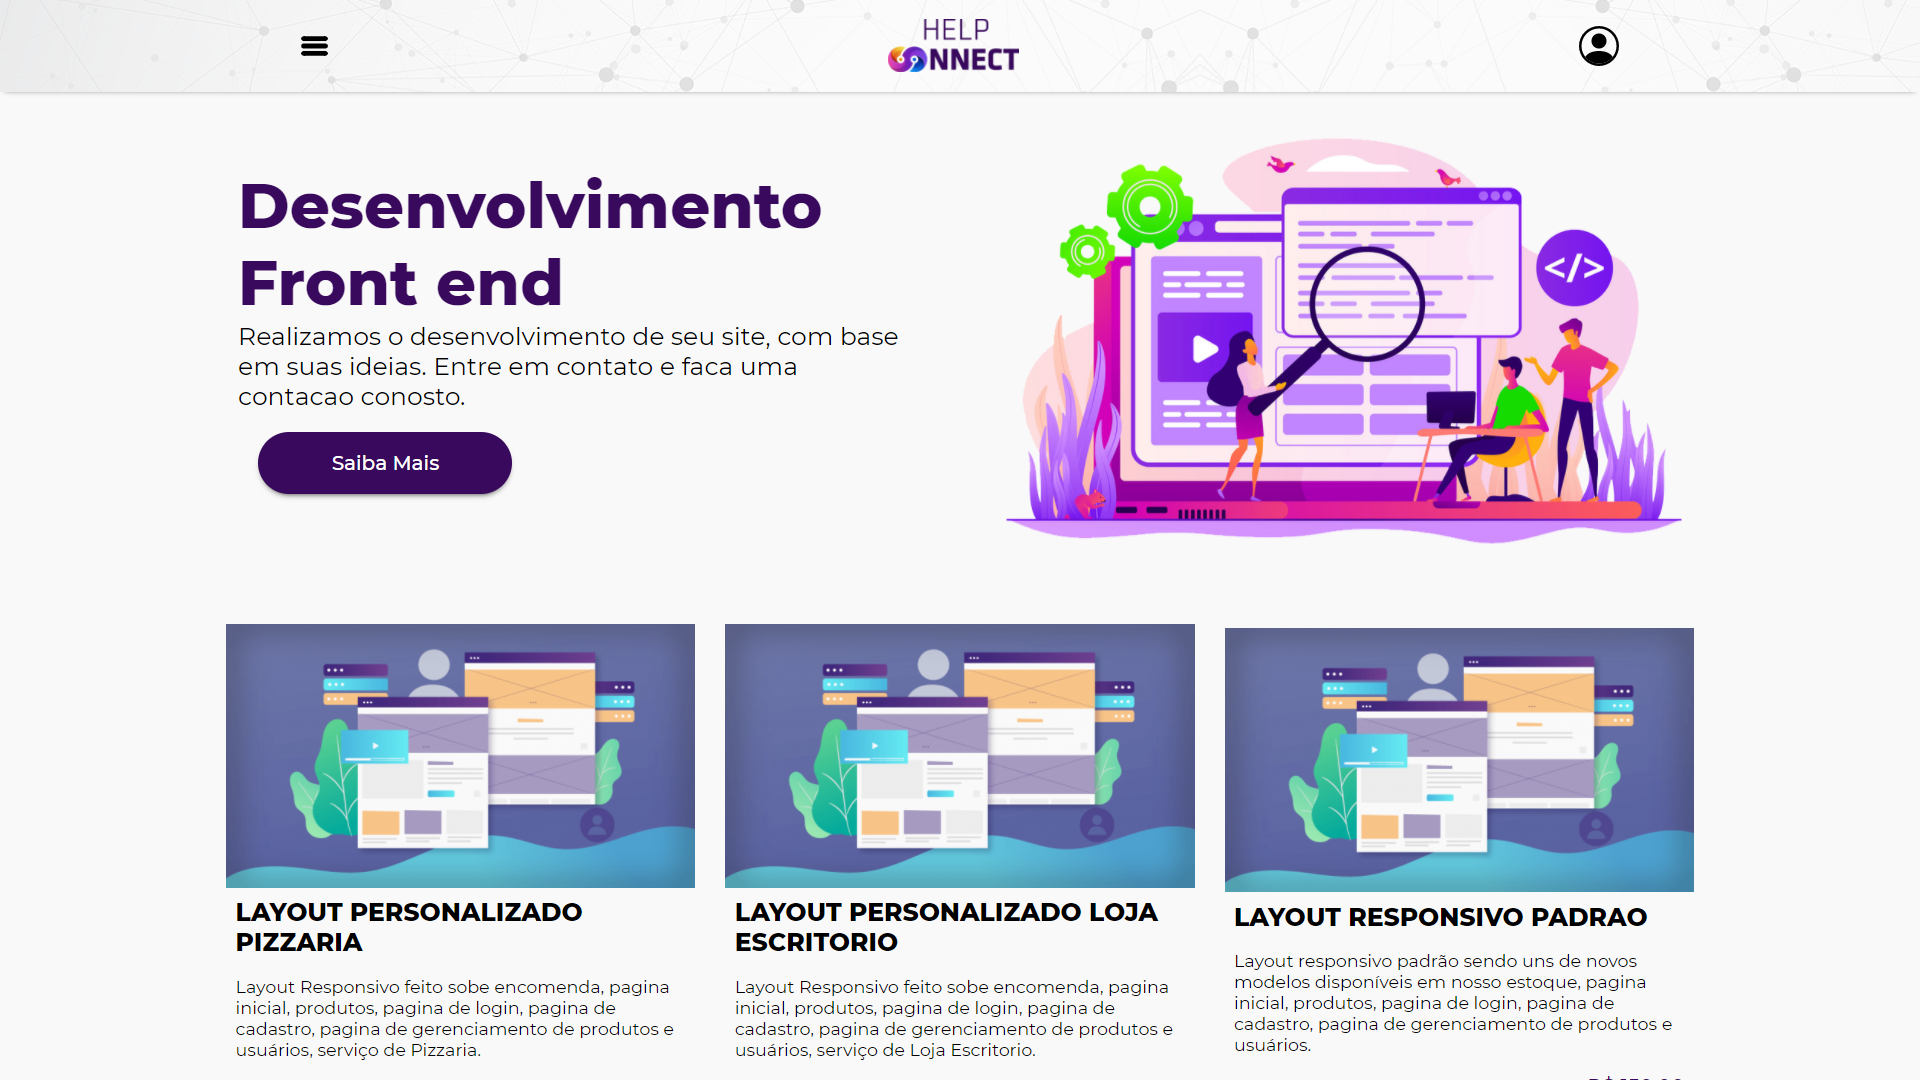 HELP
CONNECT
Desenvolvimento
Front end
Realizamos o desenvolvimento de seu site, com base
em suas ideias. Entre em contato e faca uma
contacao conosto.
Saiba Mais
</>
LAYOUT PERSONALIZADO
PIZZARIA
Layout Responsivo feito sobe encomenda, pagina
inicial, produtos, pagina de login, pagina de
cadastro, pagina de gerenciamento de produtos e
usuários, serviço de Pizzaria.
LAYOUT PERSONALIZADO LOJA
ESCRITORIO
Layout Responsivo feito sobe encomenda, pagina
inicial, produtos, pagina de login, pagina de
cadastro, pagina de gerenciamento de produtos e
usuários, serviço de Loja Escritorio.
LAYOUT RESPONSIVO PADRAO
Layout responsivo padrão sendo uns de novos
modelos disponíveis em nosso estoque, pagina
inicial, produtos, pagina de login, pagina de
cadastro, pagina de gerenciamento de produtos e
usuários.